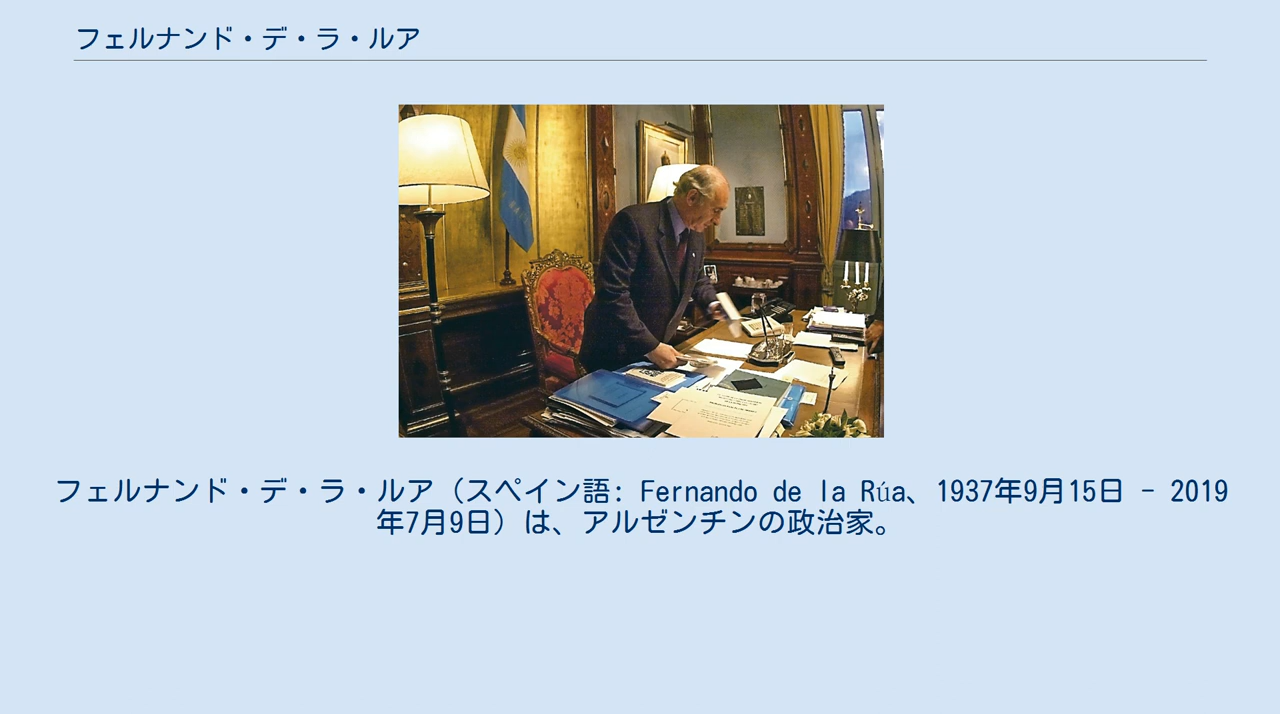 フェルナンド・デ・ラ・ルア
フェルナンド・デ・ラ・ルア（スペイン語: Fernando de la Rúa、1937年9月15日 - 2019
年7月9日）は、アルゼンチンの政治家。